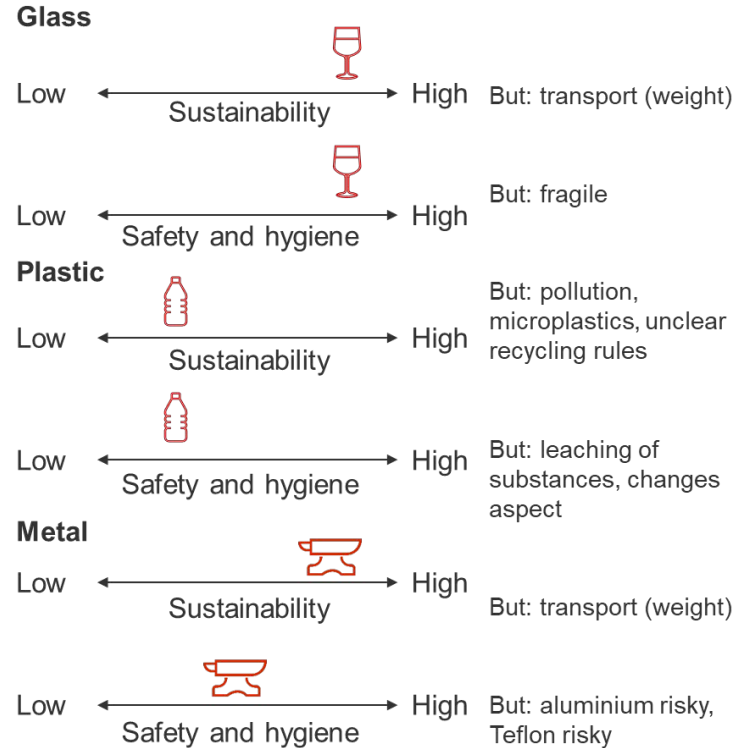 Glass
Low High But: transport (weight)
Sustainability
But: fragile
Low High
Safety and hygiene
Plastic
But: pollution,
microplastics, unclear
recycling rules
Low High
Sustainability
Low High But: leaching of
substances, changes
aspect
Safety and hygiene
Metal
Low High
Sustainability But: transport (weight)
Low High But: aluminium risky,
Safety and hygiene Teflon risky